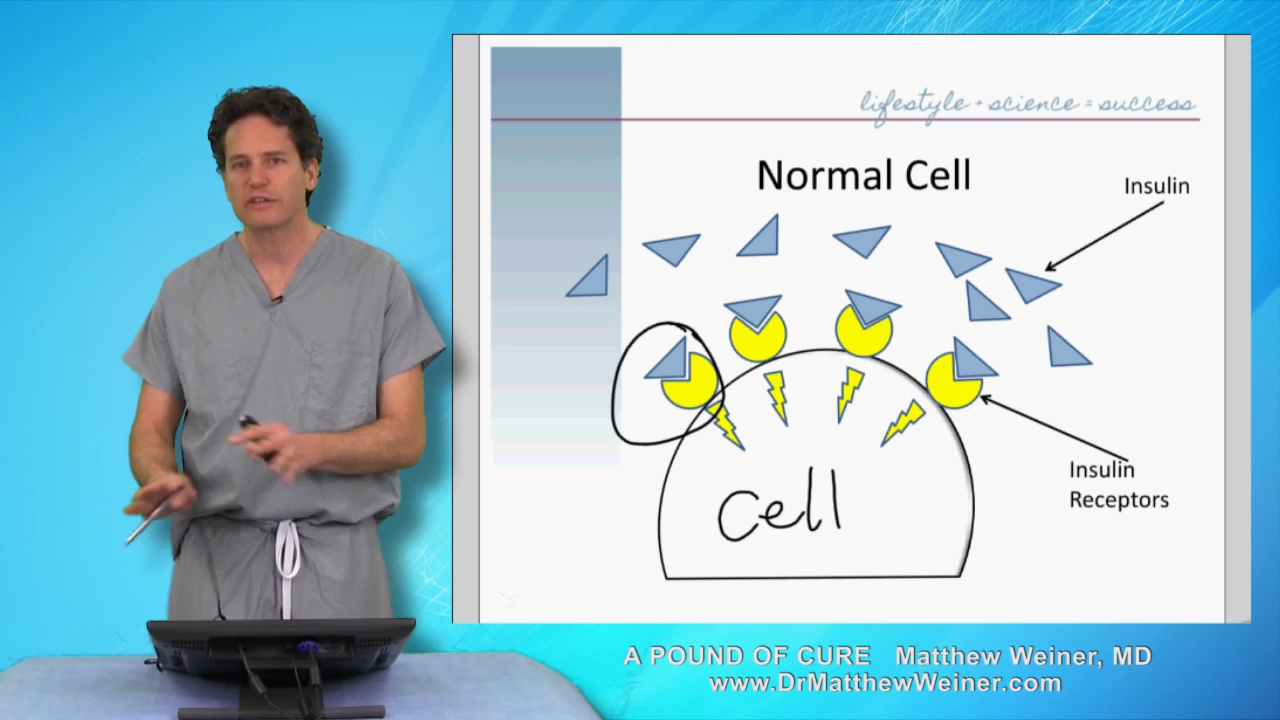 lifestyle + science = success
Normal Cell
Insulin
cell
Insulin
Receptors
A POUND OF CURE Matthew Weiner, MD
www.DrMatthewWeiner.com